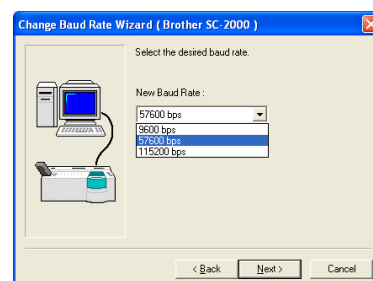 Change Baud Rate Wizard ( Brother SC-2000 )
Select the desired baud rate.
New Baud Rate :
57600 bps
9600 bps
57600 bps
115200 bps
< Back
Next >
Cancel